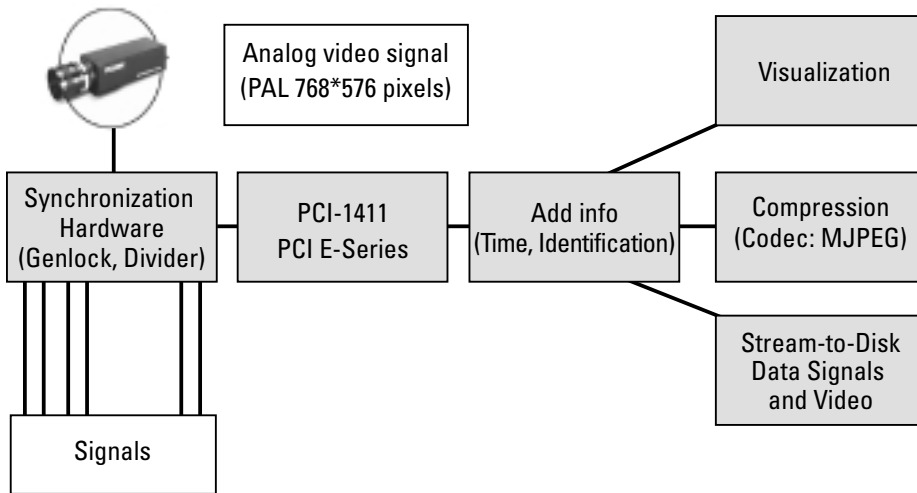 Analog video signal
(PAL 768*576 pixels)
Visualization
Synchronization
Hardware
(Genlock, Divider)
PCI-1411
PCI E-Series
Add info
(Time, Identification)
Compression
(Codec: MJPEG)
Stream-to-Disk
Data Signals
and Video
Signals